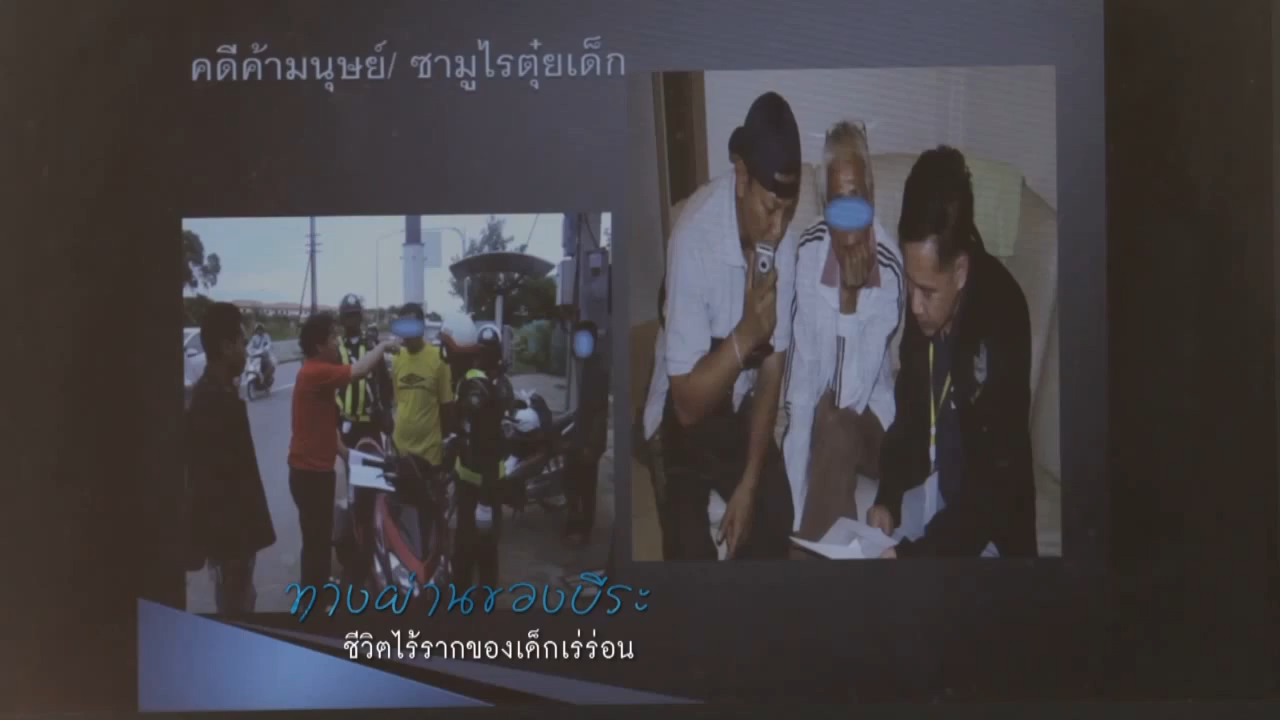 คดีค้ามนุษย์/ ซามูไรตุ๋ยเด็ก
ทางผ่านของบีระ
ชีวิตไร้รากของเด็กเร่ร่อน